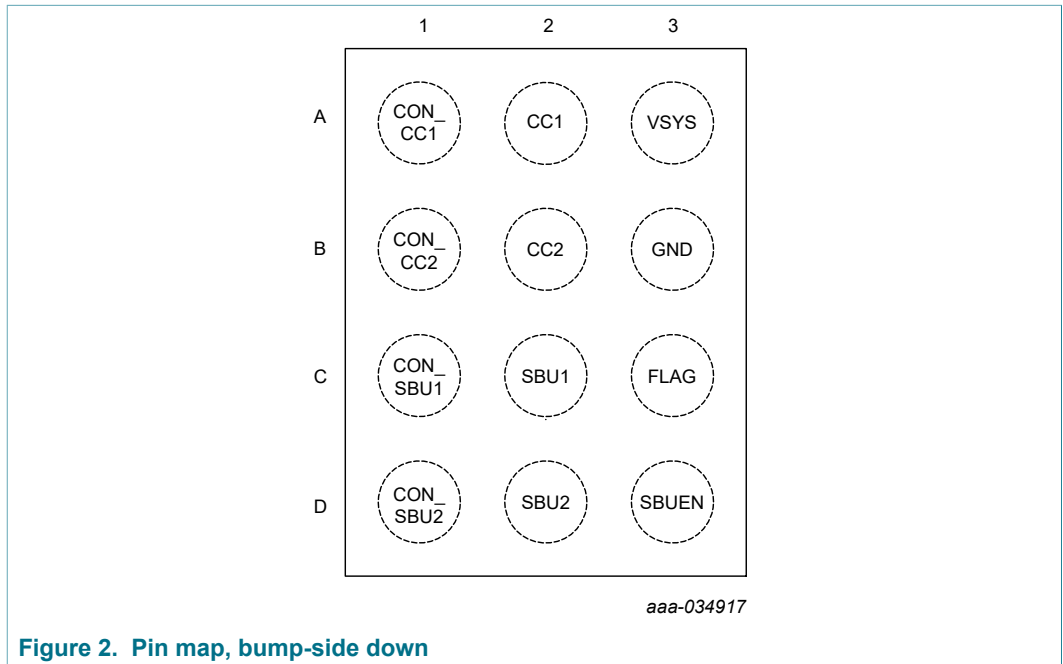 1 2 3
A CON_ CC1 CC1 VSYS
B CON_ CC2 CC2 GND
C CON_ SBU1 SBU1 FLAG
D CON_ SBU2 SBU2 SBUEN
aaa-034917
Figure 2. Pin map, bump-side down